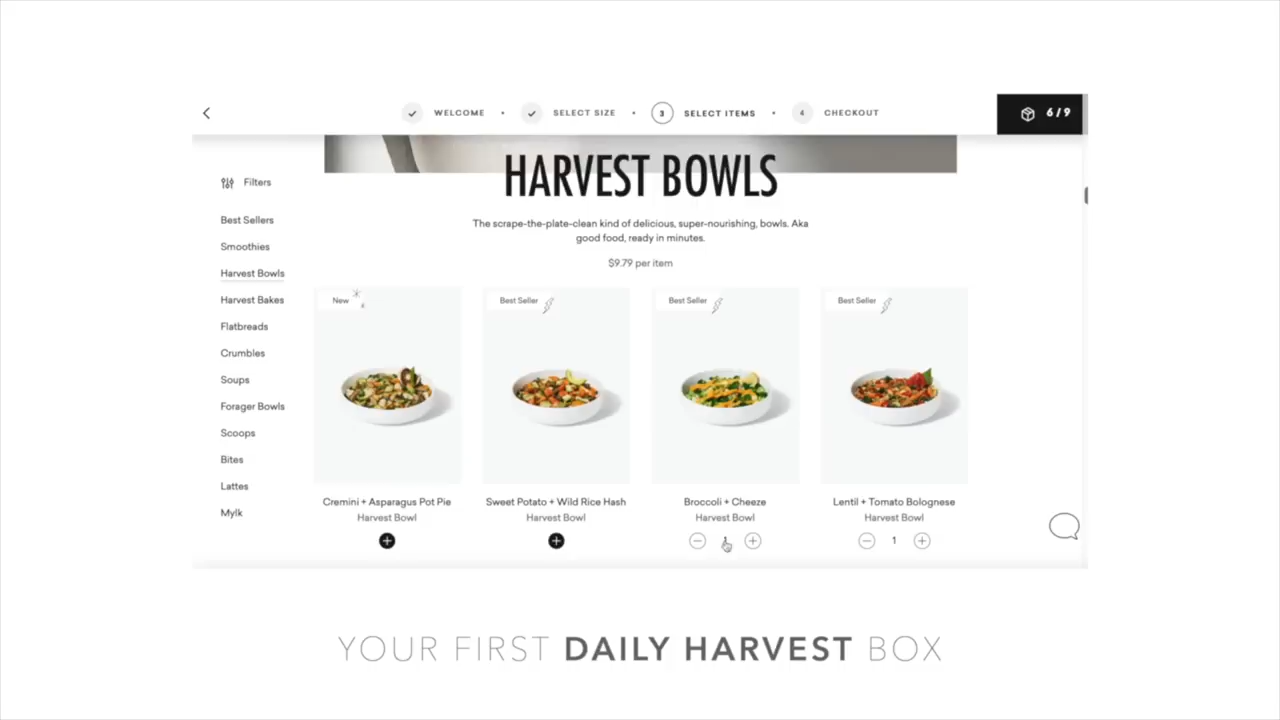 WELCOME • SELECT SIZE • 3 SELECT ITEMS • 4 CHECKOUT
6/9
HARVEST BOWLS
The scrape-the-plate-clean kind of delicious, super-nourishing, bowls. Aka
good food, ready in minutes.
$9.79 per item
Filters
Best Sellers
Smoothies
Harvest Bowls
Harvest Bakes
Flatbreads
Crumbles
Soups
Forager Bowls
Scoops
Bites
Lattes
Mylk
New
Best Seller
Best Seller
Best Seller
Cremini + Asparagus Pot Pie
Harvest Bowl
Sweet Potato + Wild Rice Hash
Harvest Bowl
Broccoli + Cheeze
Harvest Bowl
1
Lentil + Tomato Bolognese
Harvest Bowl
1
YOUR FIRST DAILY HARVEST BOX